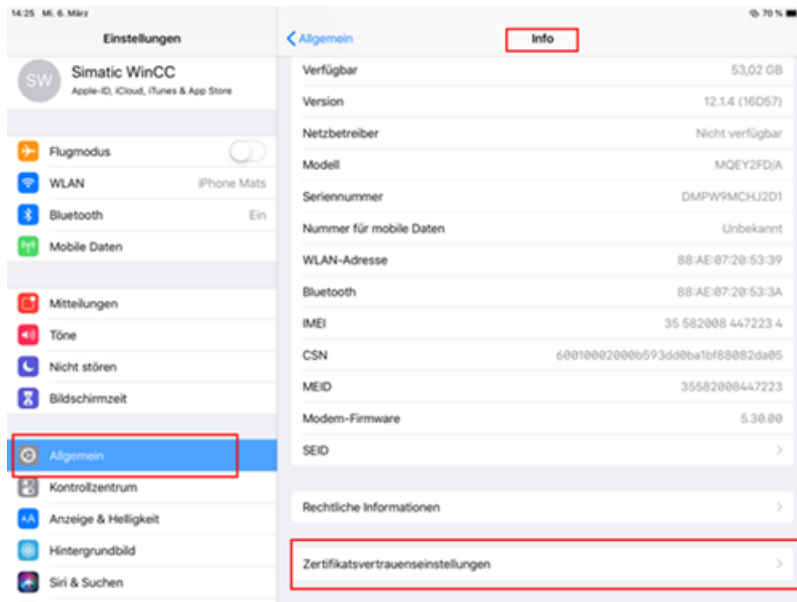 14:25 Mi. 6. März
70 %
Einstellungen
SW
Simatic WinCC
Apple-ID, iCloud, iTunes & App Store
Flugmodus
WLAN iPhone Mats
Bluetooth Ein
Mobile Daten
Mitteilungen
Töne
Nicht stören
Bildschirmzeit
Allgemein
Kontrollzentrum
AA Anzeige & Helligkeit
Hintergrundbild
Siri & Suchen
Allgemein
Info
Verfügbar 53,02 GB
Version 12.1.4 (16D57)
Netzbetreiber Nicht verfügbar
Modell MQEY2FD/A
Seriennummer DMPW9MCHJ2D1
Nummer für mobile Daten Unbekannt
WLAN-Adresse 88:AE:07:20:53:39
Bluetooth 88:AE:07:20:53:3A
IMEI 35 582008 447223 4
CSN 60010002000b593dd0ba1bf88082da05
MEID 35582008447223
Modem-Firmware 5.30.00
SEID
Rechtliche Informationen
Zertifikatsvertrauenseinstellungen